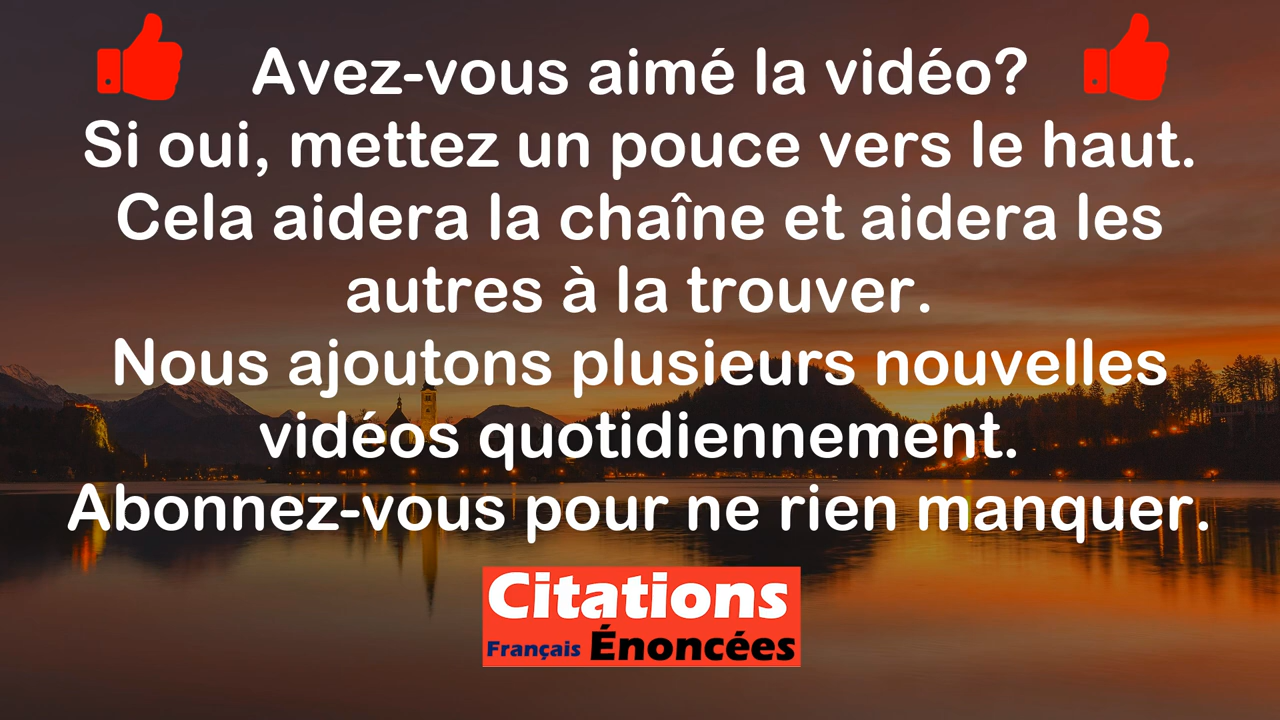 Avez-vous aimé la vidéo?
Si oui, mettez un pouce vers le haut.
Cela aidera la chaîne et aidera les
autres à la trouver.
Nous ajoutons plusieurs nouvelles
vidéos quotidiennement.
Abonnez-vous pour ne rien manquer.
Citations
Français Énoncées